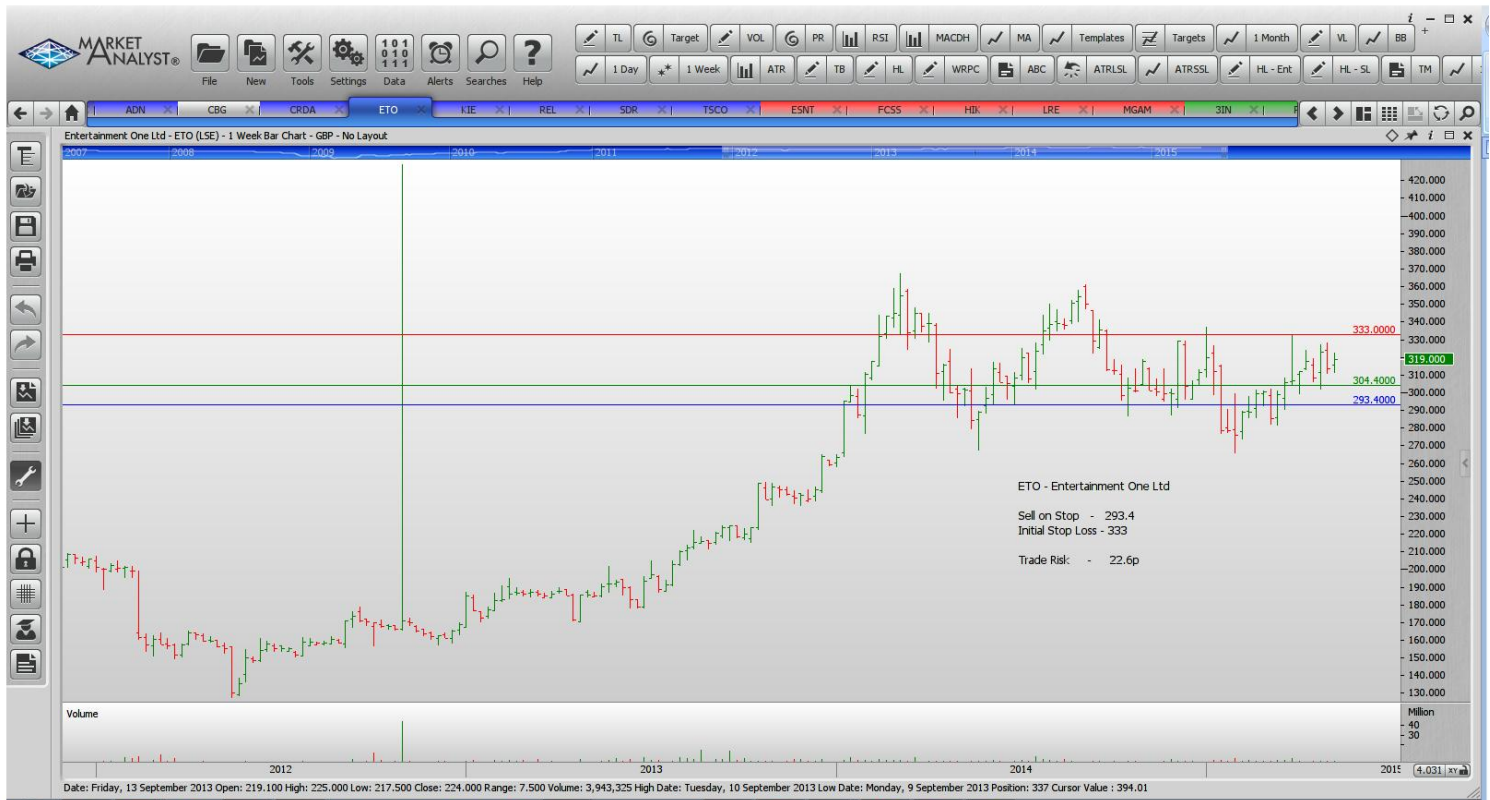 MARKET
ANALYST®
File New Tools Settings Data Alerts Searches Help
TL Target VOL PR RSI MACDH MA Templates Targets 1 Month VL BB
1 Day 1 Week ATR TB HL WRPC ABC ATRLSL ATRSSL HL - Ent HL - SL TM
ADN CBG CRDA ETO KIE REL SDR TSCO ESNT FCSS HIK LRE MGAM 3IN
Entertainment One Ltd - ETO (LSE) - 1 Week Bar Chart - GBP - No Layout
2007 2008 2009 2010 2011 2012 2013 2014 2015
420.000
410.000
400.000
390.000
380.000
370.000
360.000
350.000
340.000
333.0000
330.000
319.000
310.000
304.4000
300.000
293.4000
290.000
280.000
270.000
260.000
250.000
240.000
230.000
220.000
210.000
200.000
190.000
180.000
170.000
160.000
150.000
140.000
130.000
ETO - Entertainment One Ltd
Sell on Stop - 293.4
Initial Stop Loss - 333
Trade Risk - 22.6p
Volume
Million
40
30
2012 2013 2014 2015
4.031 XY
Date: Friday, 13 September 2013 Open: 219.100 High: 225.000 Low: 217.500 Close: 224.000 Range: 7.500 Volume: 3,943,325 High Date: Tuesday, 10 September 2013 Low Date: Monday, 9 September 2013 Position: 337 Cursor Value : 394.01